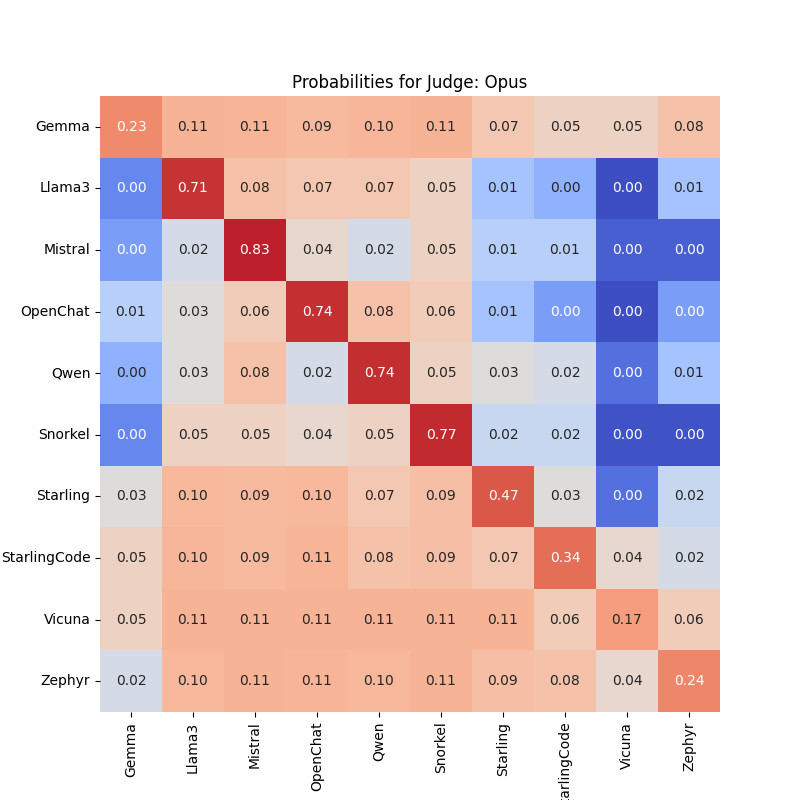 Probabilities for Judge: Opus
Gemma 0.23 0.11 0.11 0.09 0.10 0.11 0.07 0.05 0.05 0.08
Llama3 0.00 0.71 0.08 0.07 0.07 0.05 0.01 0.00 0.00 0.01
Mistral 0.00 0.02 0.83 0.04 0.02 0.05 0.01 0.01 0.00 0.00
OpenChat 0.01 0.03 0.06 0.74 0.08 0.06 0.01 0.00 0.00 0.00
Qwen 0.00 0.03 0.08 0.02 0.74 0.05 0.03 0.02 0.00 0.01
Snorkel 0.00 0.05 0.05 0.04 0.05 0.77 0.02 0.02 0.00 0.00
Starling 0.03 0.10 0.09 0.10 0.07 0.09 0.47 0.03 0.00 0.02
StarlingCode 0.05 0.10 0.09 0.11 0.08 0.09 0.07 0.34 0.04 0.02
Vicuna 0.05 0.11 0.11 0.11 0.11 0.11 0.11 0.06 0.17 0.06
Zephyr 0.02 0.10 0.11 0.11 0.10 0.11 0.09 0.08 0.04 0.24
Gemma Llama3 Mistral OpenChat Qwen Snorkel Starling arlingCode Vicuna Zephyr